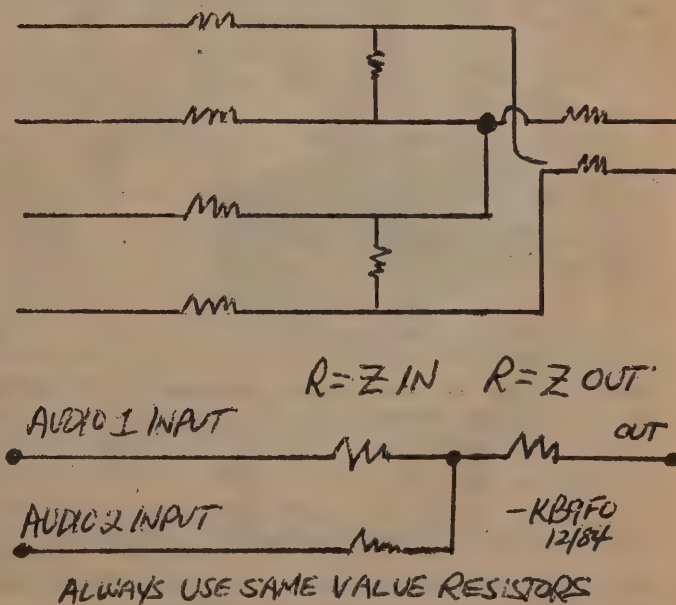 R=Z IN R=Z OUT
AUDIO 1 INPUT
OUT
AUDIO 2 INPUT
-KB9FO
12/84
ALWAYS USE SAME VALUE RESISTORS